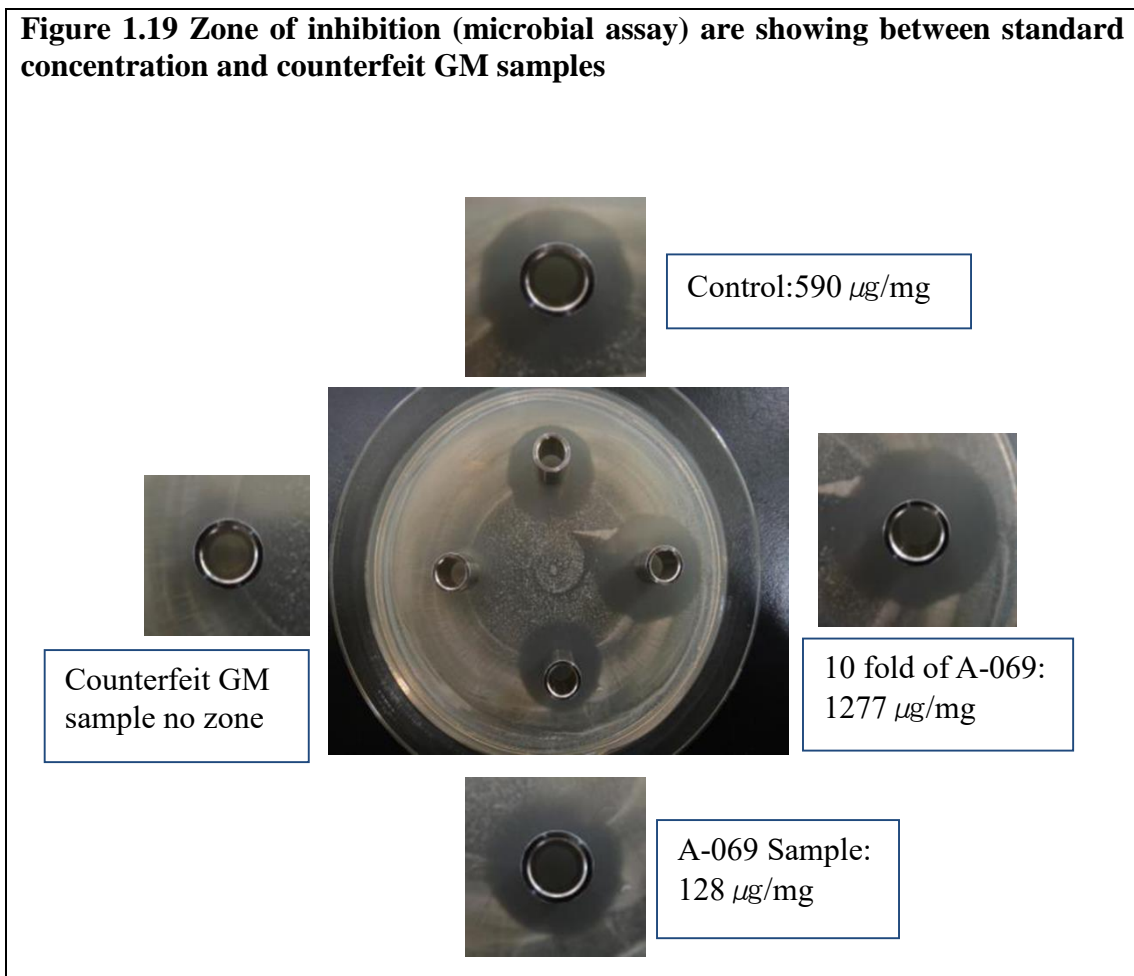 Figure 1.19 Zone of inhibition (microbial assay) are showing between standard
concentration and counterfeit GM samples
Control:590 μg/mg
Counterfeit GM
sample no zone
10 fold of A-069:
1277 μg/mg
A-069 Sample:
128 μg/mg